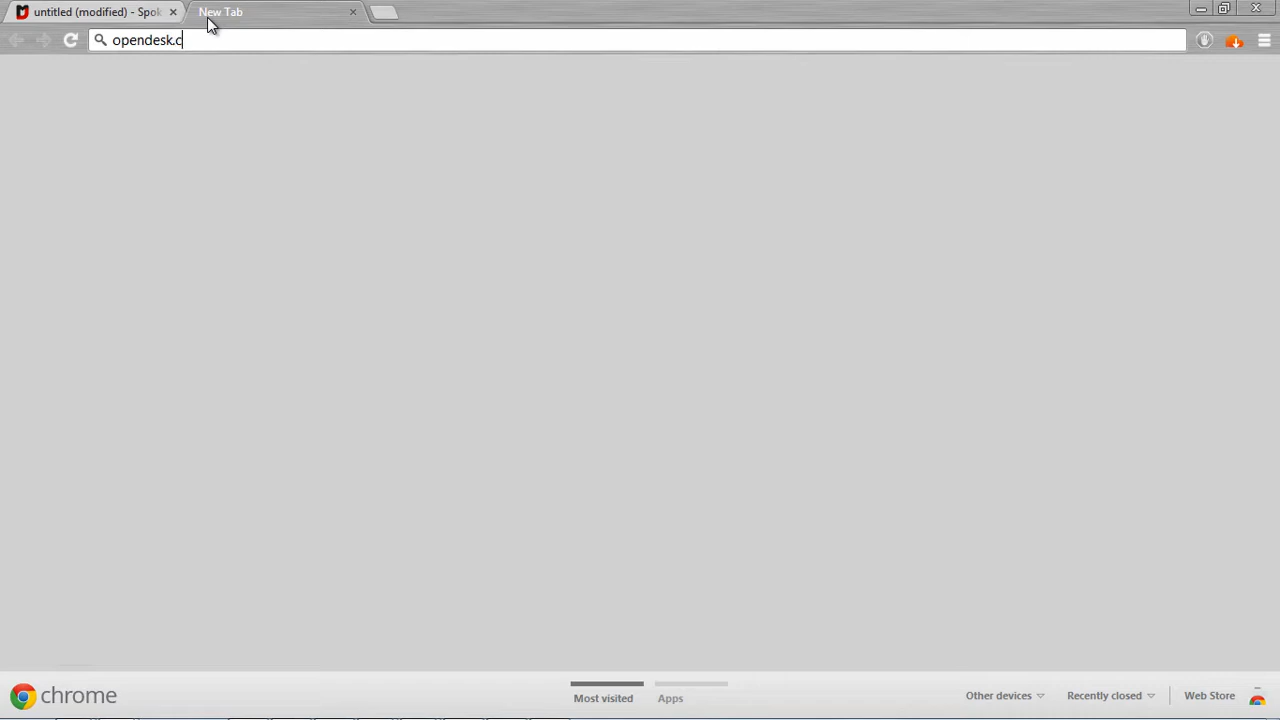 untitled (modified) - Spok
New Tab
opendesk.c
chrome
Most visited
Apps
Other devices
Recently closed
Web Store